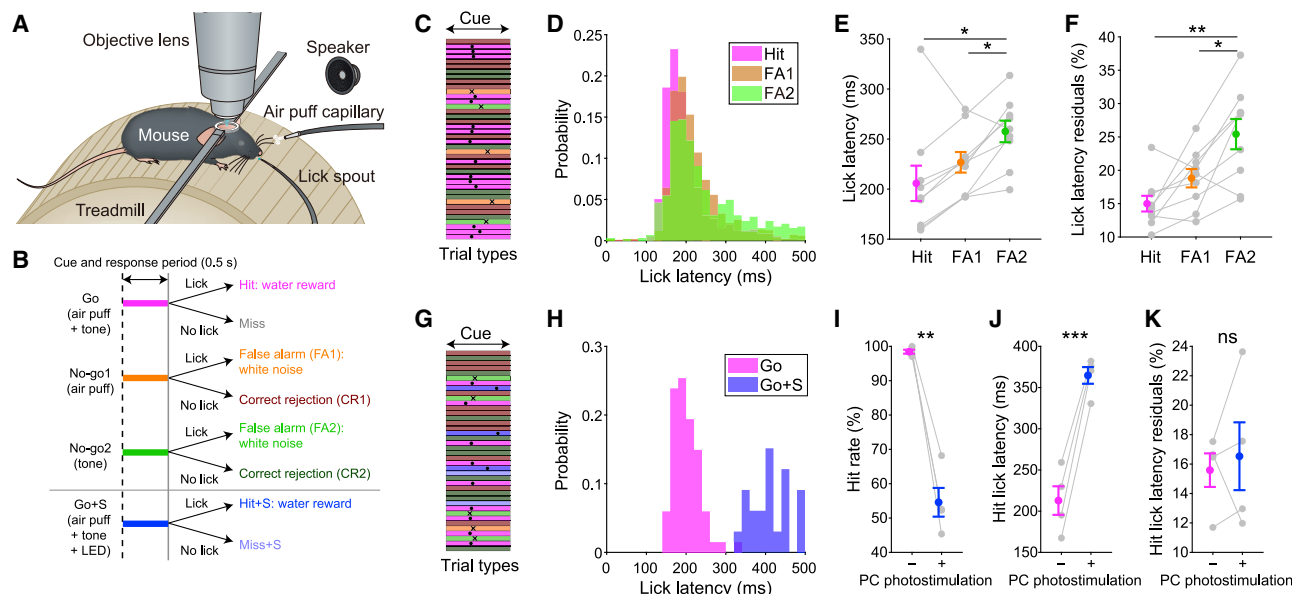 A
Objective lens
Speaker
Air puff capillary
Mouse
Lick spout
Treadmill
B
Cue and response period (0.5 s)
Go
(air puff
+ tone)
Lick
Hit: water reward
No lick
Miss
No-go1
(air puff)
Lick
False alarm (FA1):
white noise
No lick
Correct rejection (CR1)
No-go2
(tone)
Lick
False alarm (FA2):
white noise
No lick
Correct rejection (CR2)
Go+S
(air puff
+ tone
+ LED)
Lick
Hit+S: water reward
No lick
Miss+S
C
Cue
Trial types
D
Probability
0.25
0.2
0.15
0.1
0.05
0
0 100 200 300 400 500
Lick latency (ms)
Hit
FA1
FA2
E
Lick latency (ms)
350
300
250
200
150
Hit FA1 FA2
*
*
F
Lick latency residuals (%)
40
35
30
25
20
15
10
Hit FA1 FA2
**
*
G
Cue
Trial types
H
Probability
0.3
0.2
0.1
0
0 100 200 300 400 500
Lick latency (ms)
Go
Go+S
I
**
Hit rate (%)
100
90
80
70
60
50
40
− +
PC photostimulation
J
***
Hit lick latency (ms)
400
350
300
250
200
150
− +
PC photostimulation
K
ns
Hit lick latency residuals (%)
24
22
20
18
16
14
12
10
− +
PC photostimulation